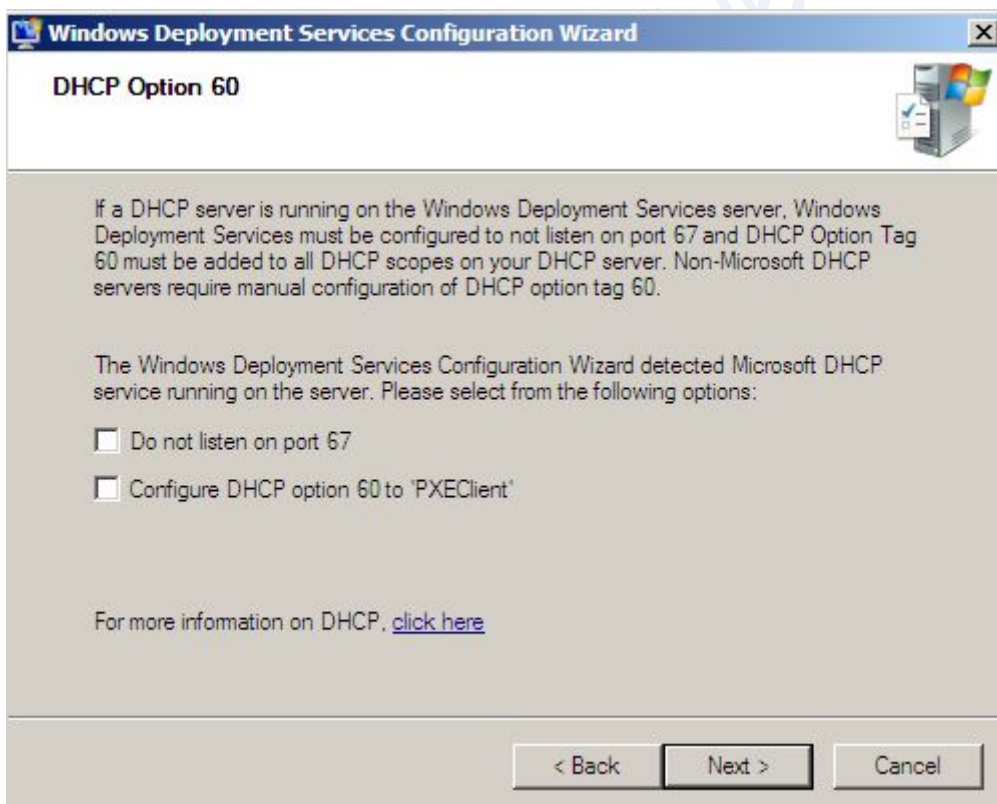 Windows Deployment Services Configuration Wizard
DHCP Option 60
If a DHCP server is running on the Windows Deployment Services server, Windows
Deployment Services must be configured to not listen on port 67 and DHCP Option Tag
60 must be added to all DHCP scopes on your DHCP server. Non-Microsoft DHCP
servers require manual configuration of DHCP option tag 60.
The Windows Deployment Services Configuration Wizard detected Microsoft DHCP
service running on the server. Please select from the following options:
Do not listen on port 67
Configure DHCP option 60 to 'PXEClient'
For more information on DHCP, click here
< Back
Next >
Cancel